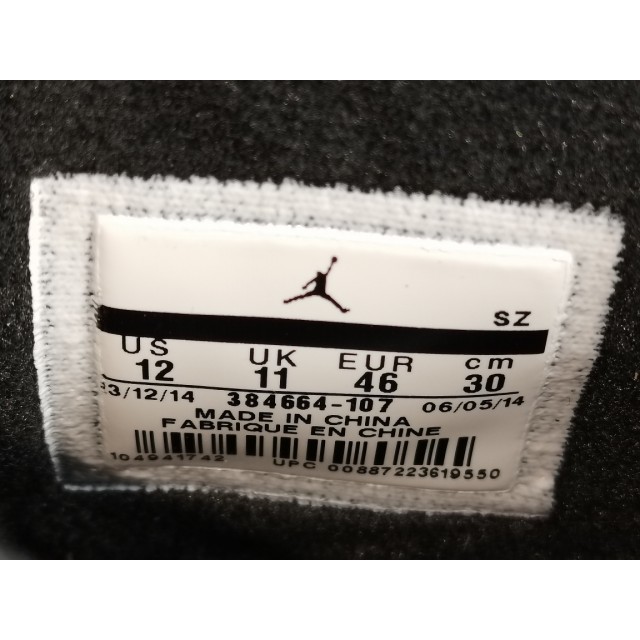 SZ
US UK EUR cm
12 11 46 30
3/12/14 384664-107 06/05/14
MADE IN CHINA
FABRIQUE EN CHINE
104941742 UPC 00887223619550